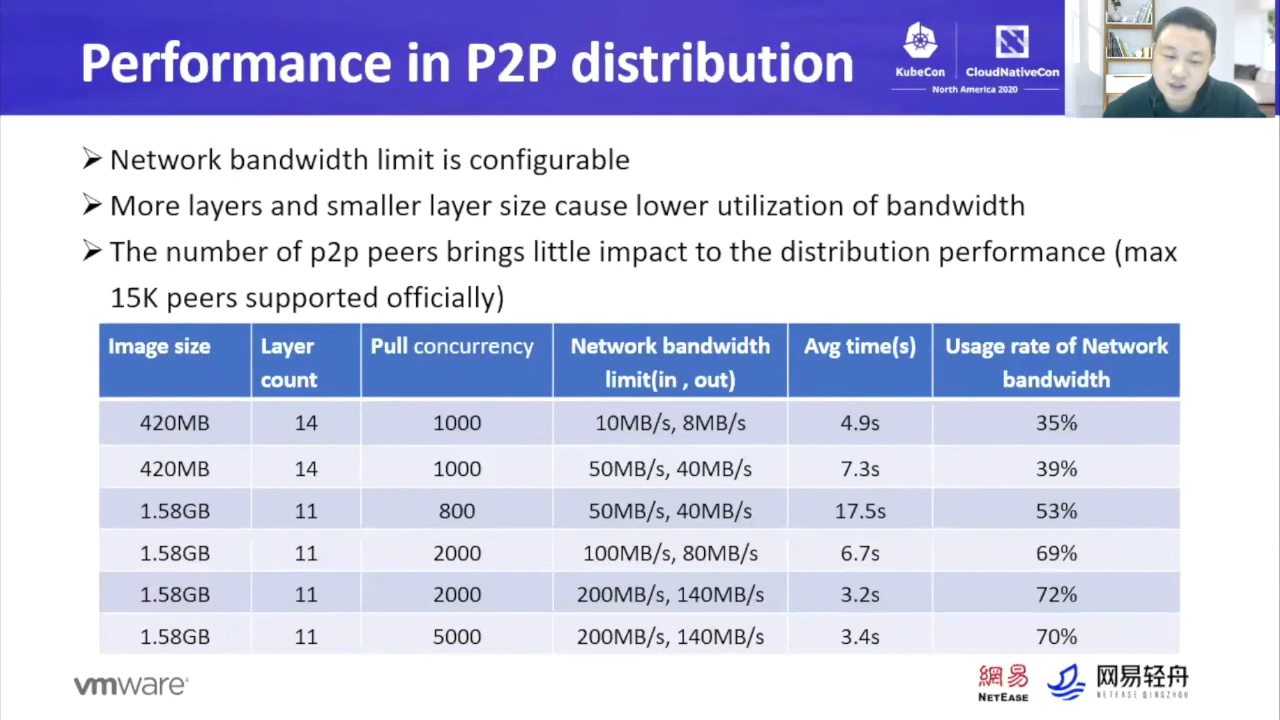 Performance in P2P distribution
KubeCon
CloudNativeCon
North America 2020
➢ Network bandwidth limit is configurable
➢ More layers and smaller layer size cause lower utilization of bandwidth
➢ The number of p2p peers brings little impact to the distribution performance (max
15K peers supported officially)
Image size Layer count Pull concurrency Network bandwidth limit(in , out) Avg time(s) Usage rate of Network bandwidth
420MB 14 1000 10MB/s, 8MB/s 4.9s 35%
420MB 14 1000 50MB/s, 40MB/s 7.3s 39%
1.58GB 11 800 50MB/s, 40MB/s 17.5s 53%
1.58GB 11 2000 100MB/s, 80MB/s 6.7s 69%
1.58GB 11 2000 200MB/s, 140MB/s 3.2s 72%
1.58GB 11 5000 200MB/s, 140MB/s 3.4s 70%
vmware
網易
NETEASE
网易轻舟
NETEASE QINGZHOU